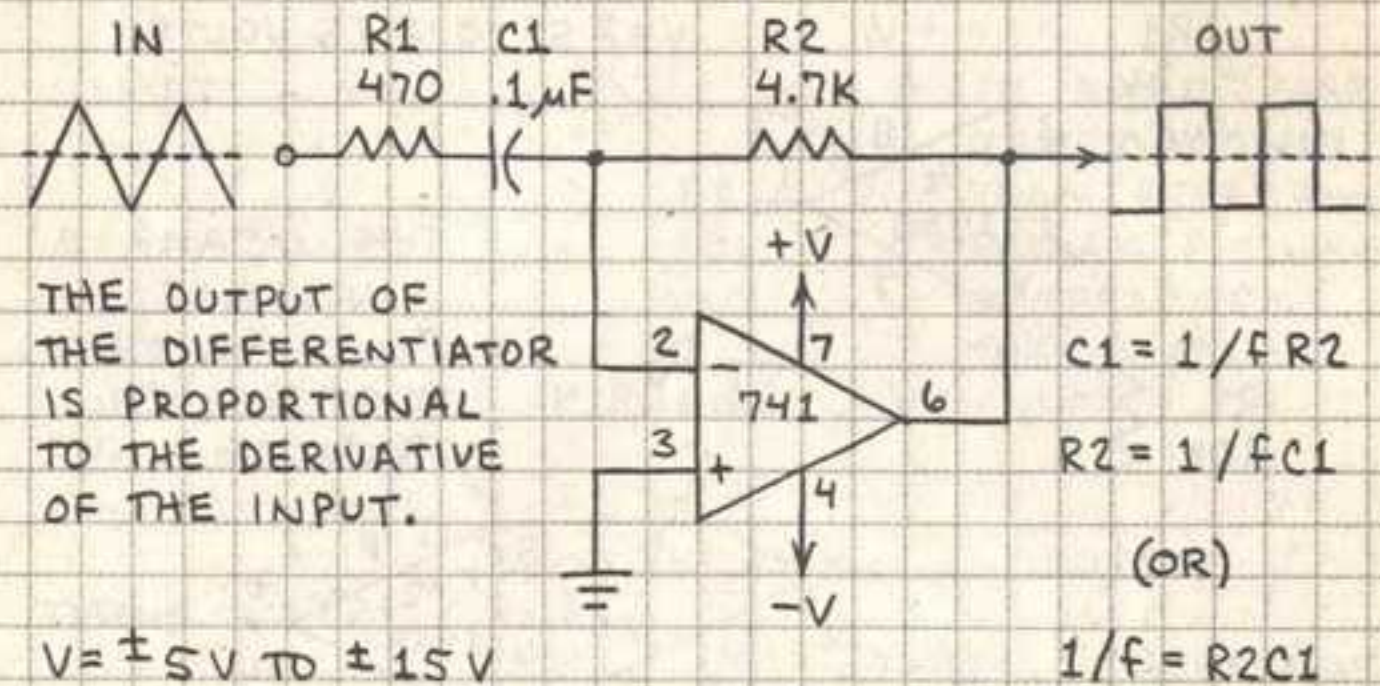 IN
R1
470
C1
.1µF
R2
4.7K
OUT
+V
2
-
7
741
6
3
+
4
-V
THE OUTPUT OF
THE DIFFERENTIATOR
IS PROPORTIONAL
TO THE DERIVATIVE
OF THE INPUT.
V= ±5V TO ±15V
C1 = 1/f R2
R2 = 1/fC1
(OR)
1/f = R2C1